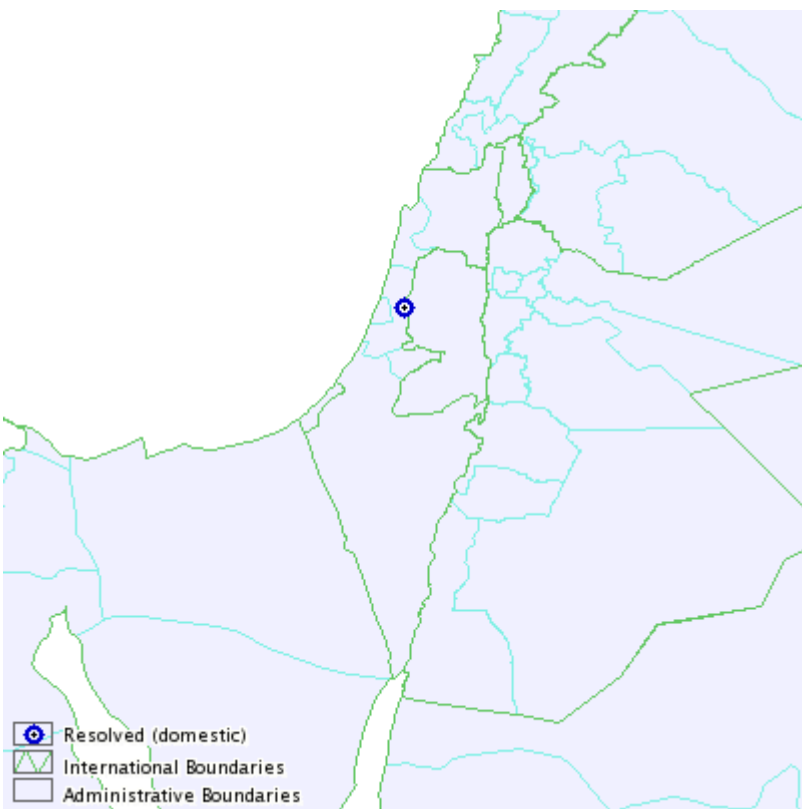 Resolved (domestic)
International Boundaries
Administrative Boundaries